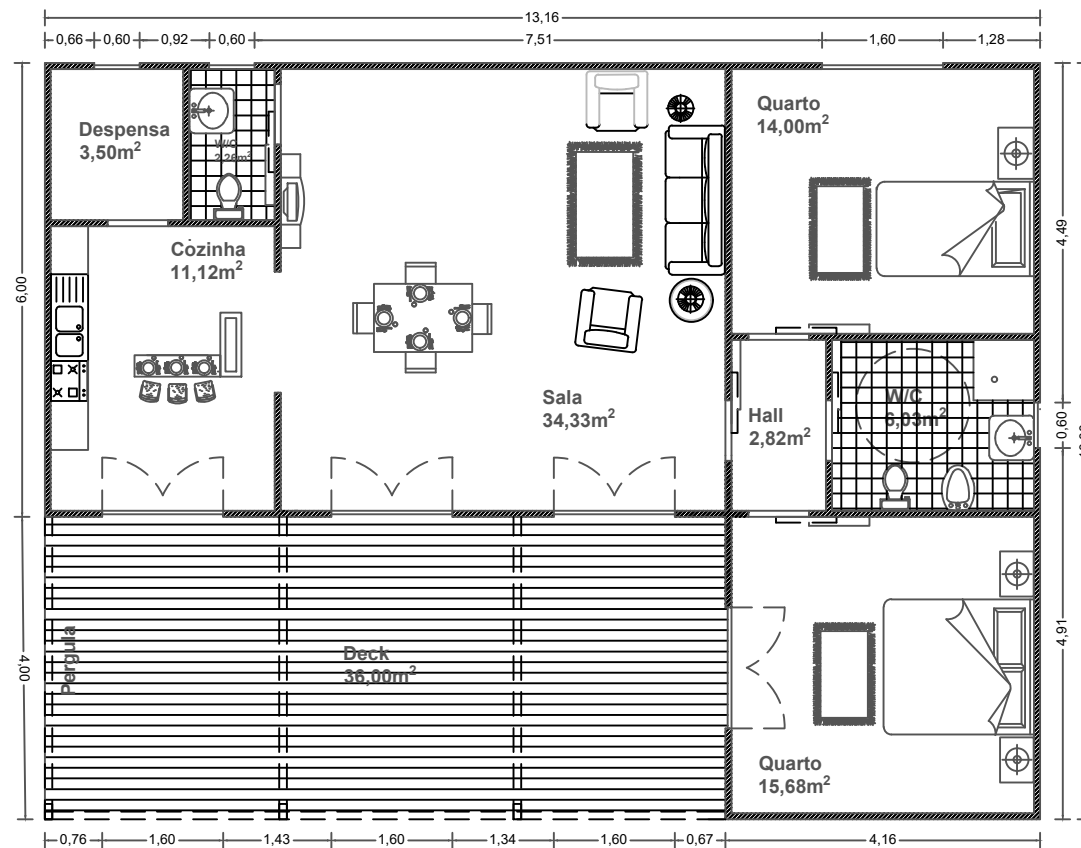 13,16
0,66 0,60 0,92 0,60 7,51 1,60 1,28
Despensa
3,50m²
W/C
2,26m²
Quarto
14,00m²
Cozinha
11,12m²
6,00
4,49
Sala
34,33m²
Hall
2,82m²
W/C
6,03m²
0,60
Pergula
Deck
36,00m²
4,00
4,91
Quarto
15,68m²
0,76 1,60 1,43 1,60 1,34 1,60 0,67 4,16